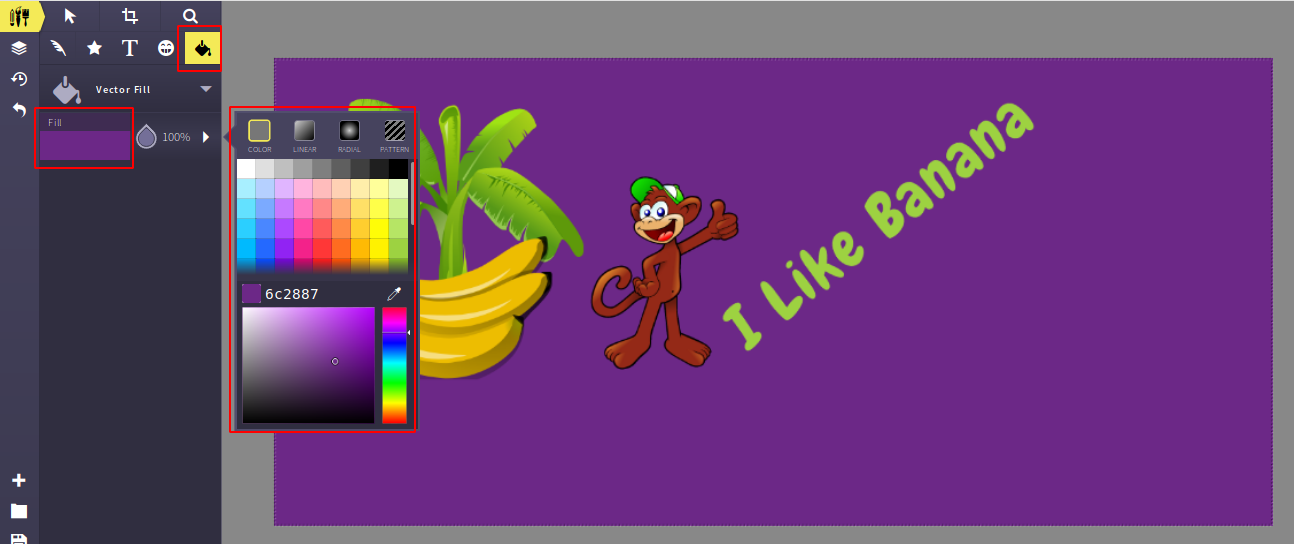 T
Vector Fill
Fill
100%
COLOR LINEAR RADIAL PATTERN
6c2887
I Like Banana